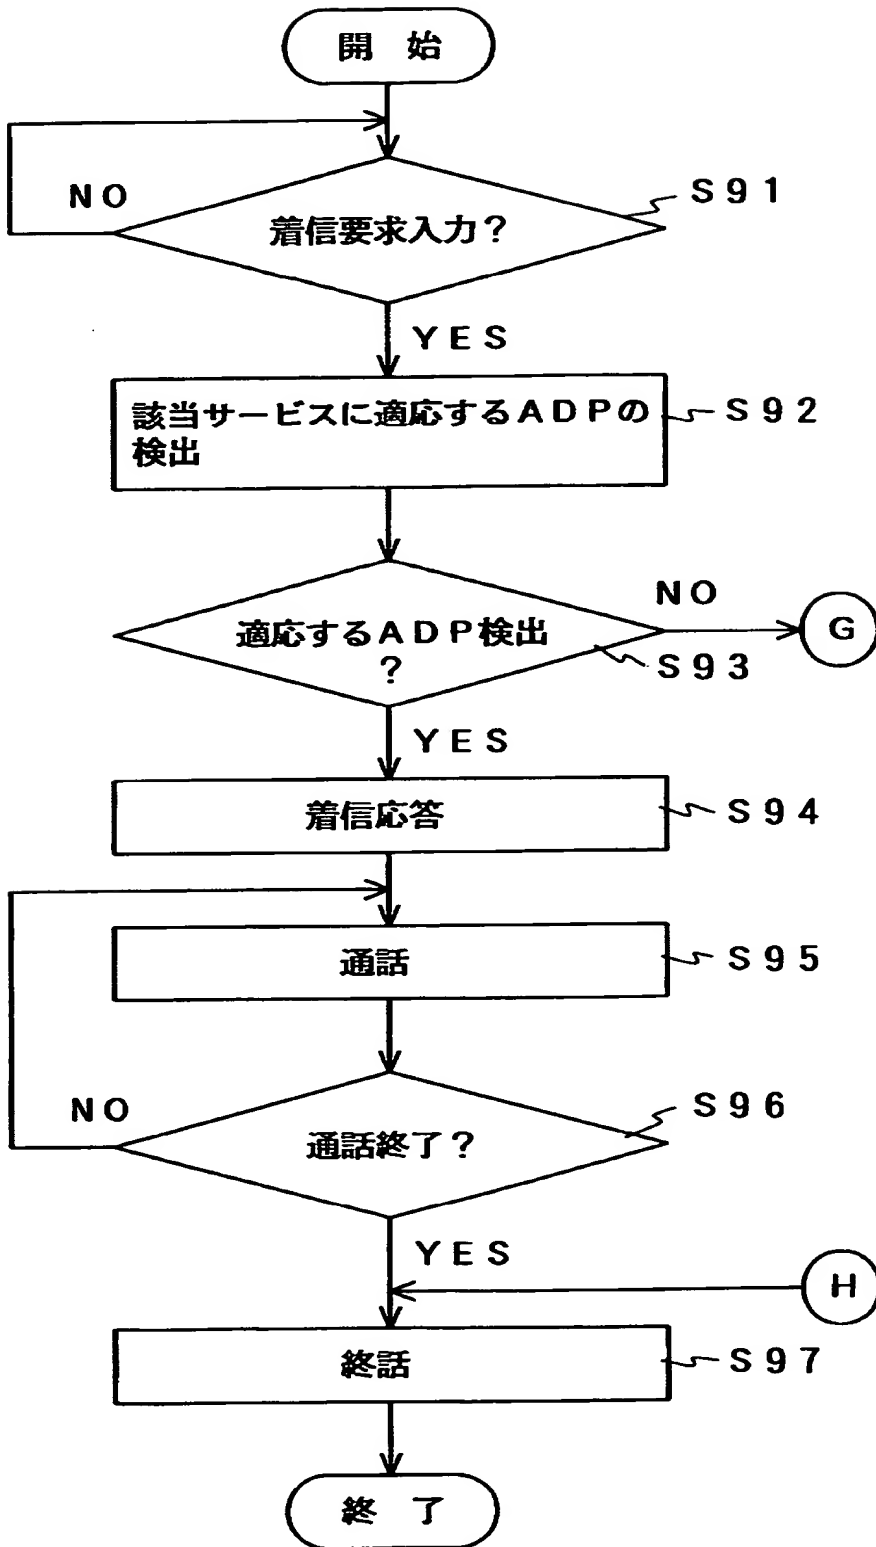 開 始
NO
着信要求入力?
S91
YES
該当サービスに適応するADPの
検出
S92
NO
G
適応するADP検出
?
S93
YES
着信応答
S94
通話
S95
NO
通話終了?
S96
YES
H
終話
S97
終 了